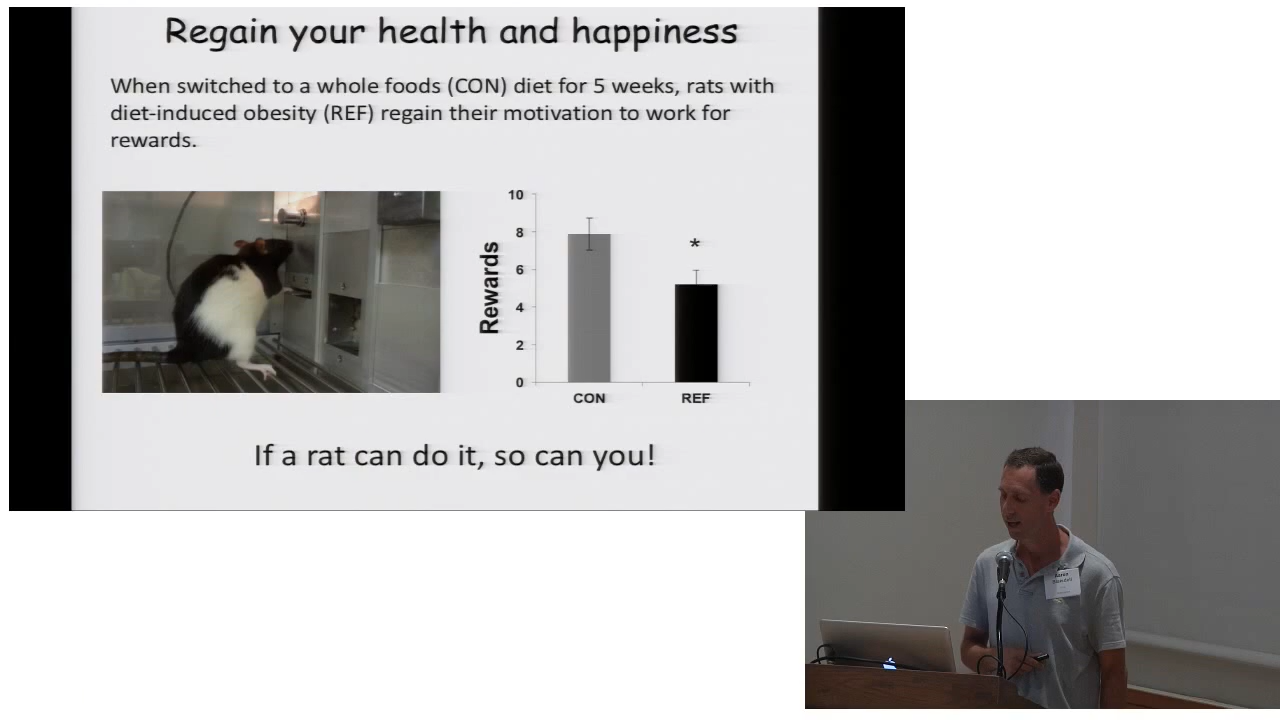 Regain your health and happiness
When switched to a whole foods (CON) diet for 5 weeks, rats with
diet-induced obesity (REF) regain their motivation to work for
rewards.
10
8
6
4
2
0
Rewards
*
CON
REF
If a rat can do it, so can you!